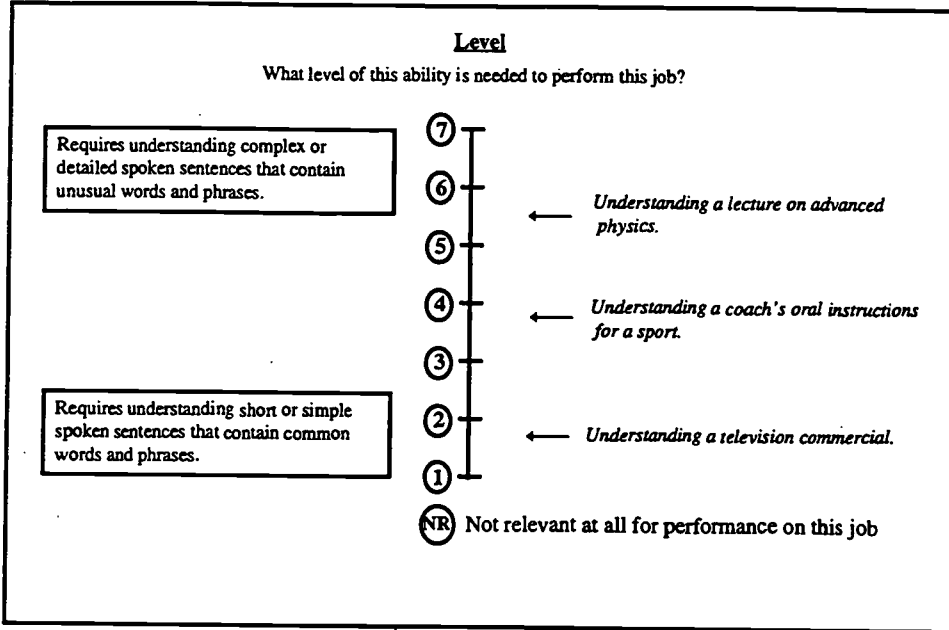 Level
What level of this ability is needed to perform this job?
Requires understanding complex or
detailed spoken sentences that contain
unusual words and phrases.
7
6
Understanding a lecture on advanced
physics.
5
4
Understanding a coach's oral instructions
for a sport.
3
Requires understanding short or simple
spoken sentences that contain common
words and phrases.
2
Understanding a television commercial.
1
NR Not relevant at all for performance on this job